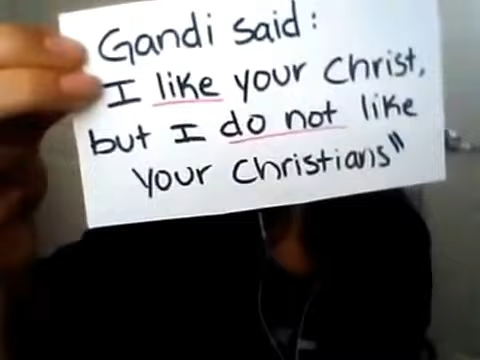 Gandi said:
I like your Christ,
but I do not like
your Christians"